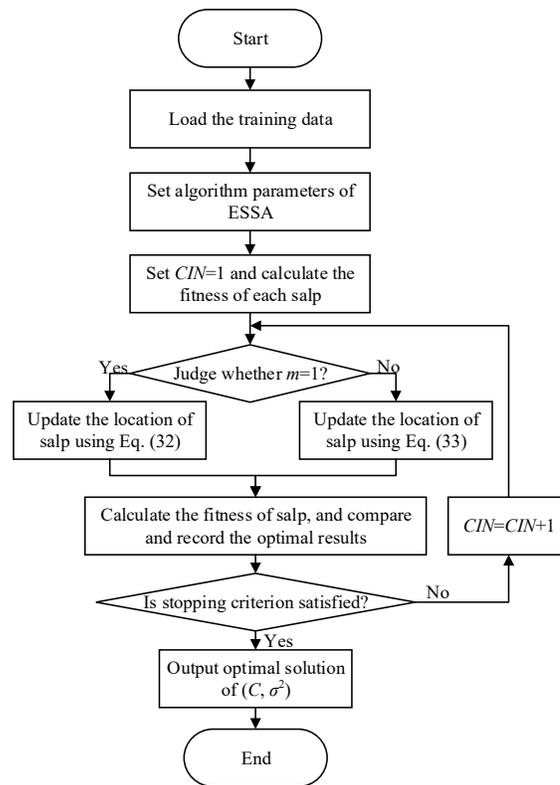 Start
Load the training data
Set algorithm parameters of
ESSA
Set CIN=1 and calculate the
fitness of each salp
Yes
Judge whether m=1?
No
Update the location of
salp using Eq. (32)
Update the location of
salp using Eq. (33)
Calculate the fitness of salp, and compare
and record the optimal results
CIN=CIN+1
Is stopping criterion satisfied?
No
Yes
Output optimal solution
of (C, σ²)
End